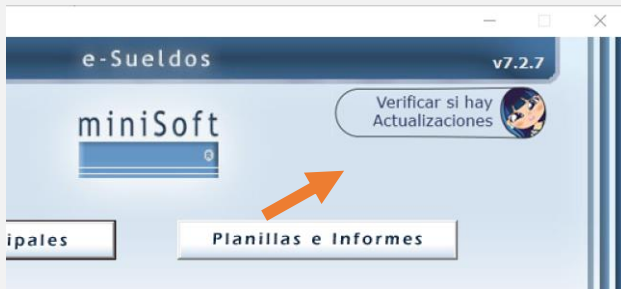 e-Sueldos
v7.2.7
Verificar si hay
Actualizaciones
miniSoft
®
ipales
Planillas e Informes